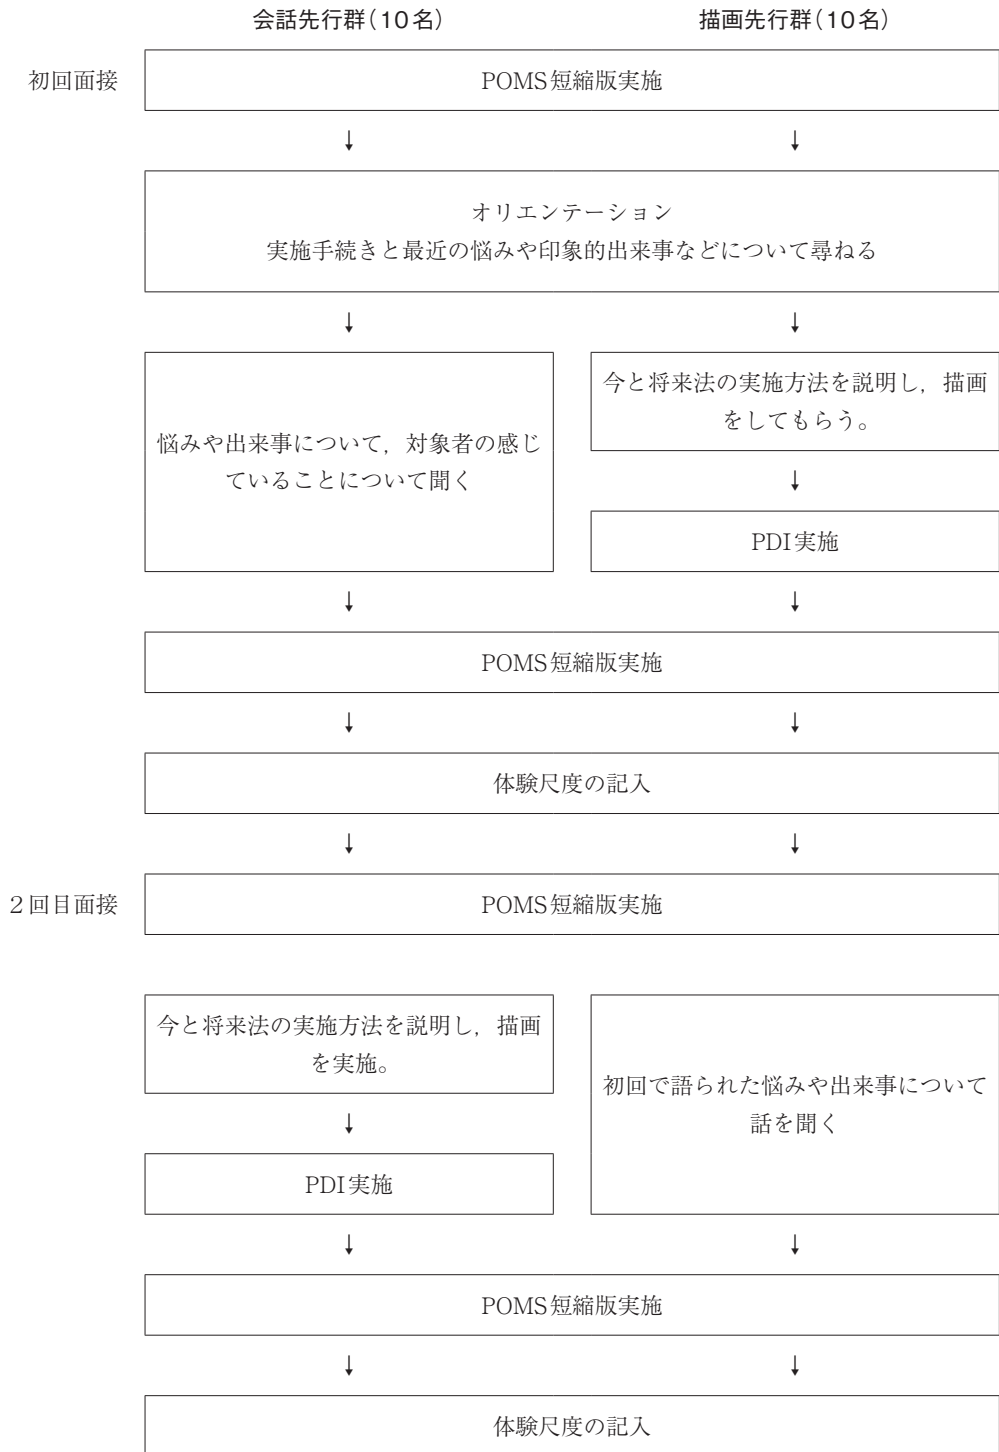 会話先行群(10名)
描画先行群(10名)
初回面接
POMS短縮版実施
↓
↓
オリエンテーション
実施手続きと最近の悩みや印象的出来事などについて尋ねる
↓
↓
悩みや出来事について，対象者の感じ
ていることについて聞く
今と将来法の実施方法を説明し，描画
をしてもらう。
↓
PDI実施
↓
↓
POMS短縮版実施
↓
↓
体験尺度の記入
↓
↓
2回目面接
POMS短縮版実施
今と将来法の実施方法を説明し，描画
を実施。
↓
PDI実施
初回で語られた悩みや出来事について
話を聞く
↓
↓
POMS短縮版実施
↓
↓
体験尺度の記入